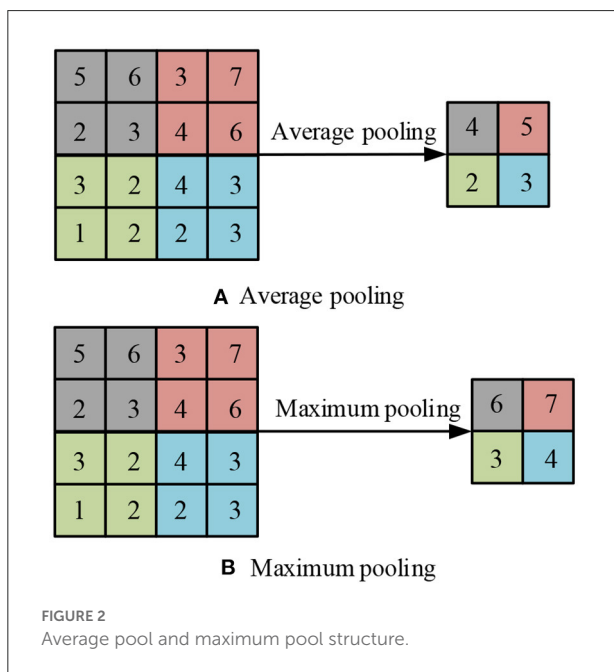 5 6 3 7
2 3 4 6
3 2 4 3
1 2 2 3
Average pooling
4 5
2 3
A Average pooling
5 6 3 7
2 3 4 6
3 2 4 3
1 2 2 3
Maximum pooling
6 7
3 4
B Maximum pooling
FIGURE 2
Average pool and maximum pool structure.